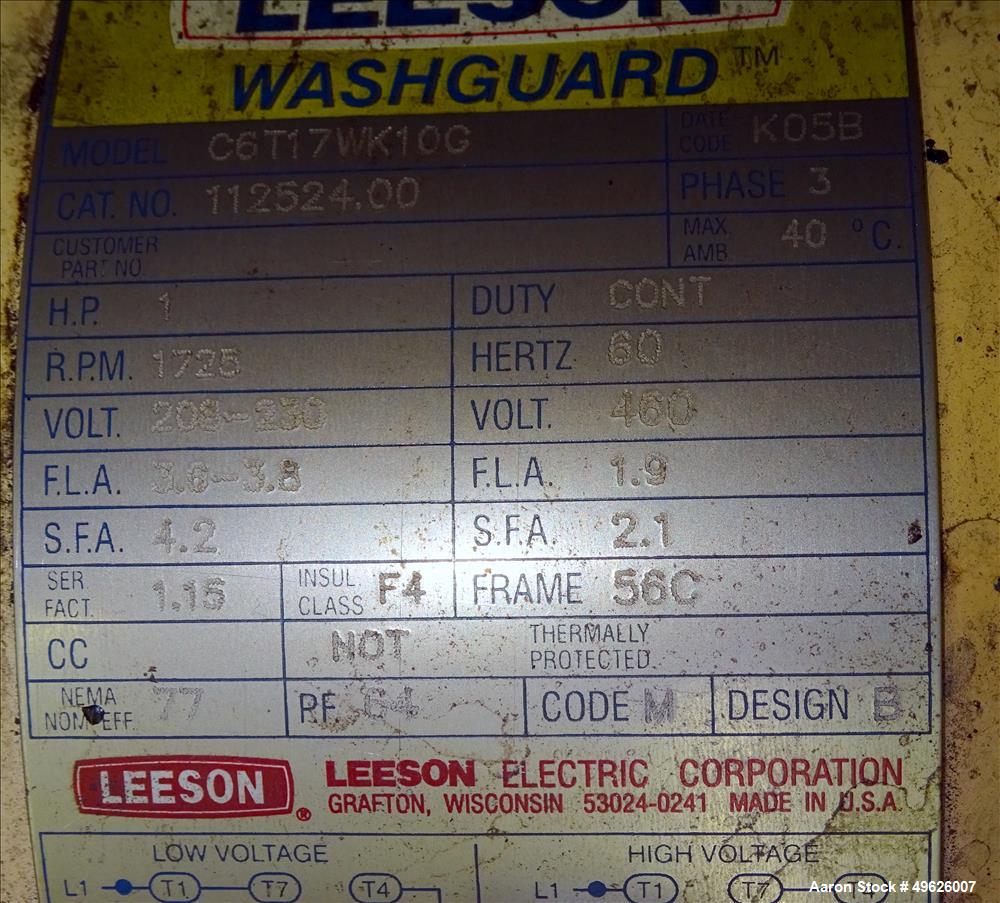 LEESON
WASHGUARD™
MODEL C6T17WK10G DATE CODE K05B
CAT. NO. 112524.00 PHASE 3
CUSTOMER PART NO. MAX. AMB. 40 °C.
H.P. 1 DUTY CONT
R.P.M. 1725 HERTZ 60
VOLT. 208-230 VOLT. 460
F.L.A. 3.6-3.8 F.L.A. 1.9
S.F.A. 4.2 S.F.A. 2.1
SER. FACT. 1.15 INSUL CLASS F4 FRAME 56C
CC NOT THERMALLY PROTECTED
NEMA NOM. EFF. 77 P.F. 64 CODE M DESIGN B
LEESON® LEESON ELECTRIC CORPORATION
GRAFTON, WISCONSIN 53024-0241 MADE IN U.S.A.
LOW VOLTAGE HIGH VOLTAGE
L1 T1 T7 T4 L1 T1 T7 T4
Aaron Stock # 49626007